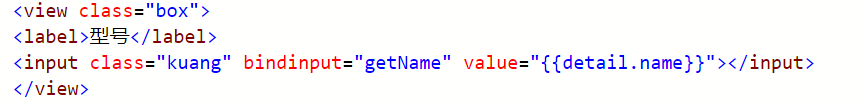 <view class="box">
<label>型号</label>
<input class="kuang" bindinput="getName" value="{{detail.name}}"></input>
</view>